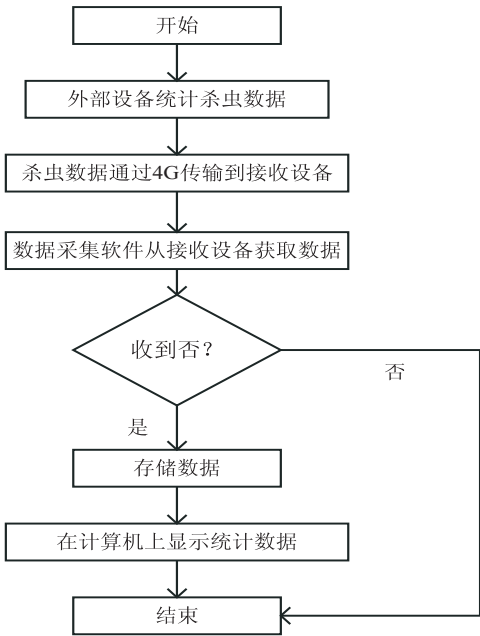 开始
外部设备统计杀虫数据
杀虫数据通过4G传输到接收设备
数据采集软件从接收设备获取数据
收到否?
否
是
存储数据
在计算机上显示统计数据
结束